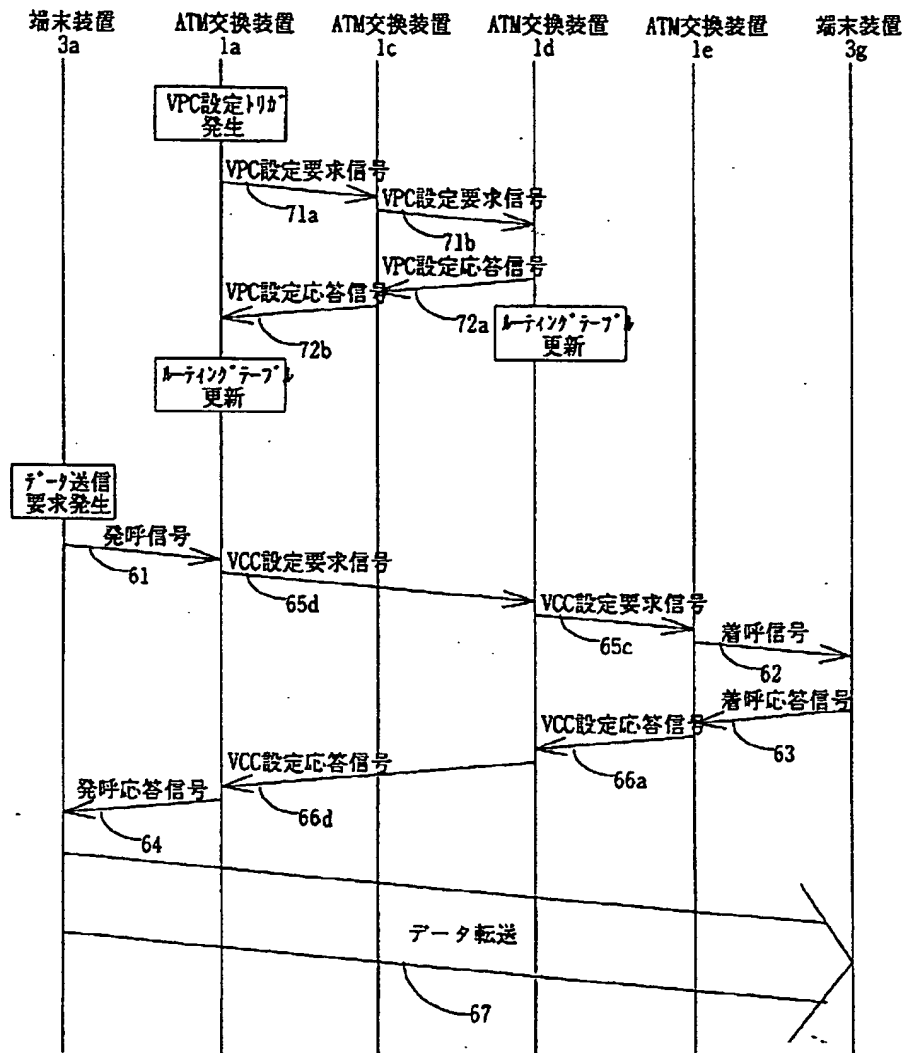 端末装置 ATM交換装置 ATM交換装置 ATM交換装置 ATM交換装置 端末装置
3a 1a 1c 1d 1e 3g
VPC設定トリガ
発生
VPC設定要求信号
71a
VPC設定要求信号
71b
VPC設定応答信号
72a
VPC設定応答信号
72b
ルーティングテーブル
更新
ルーティングテーブル
更新
データ送信
要求発生
発呼信号
61
VCC設定要求信号
65d
VCC設定要求信号
65c
着呼信号
62
着呼応答信号
63
VCC設定応答信号
66a
VCC設定応答信号
66d
発呼応答信号
64
データ転送
67